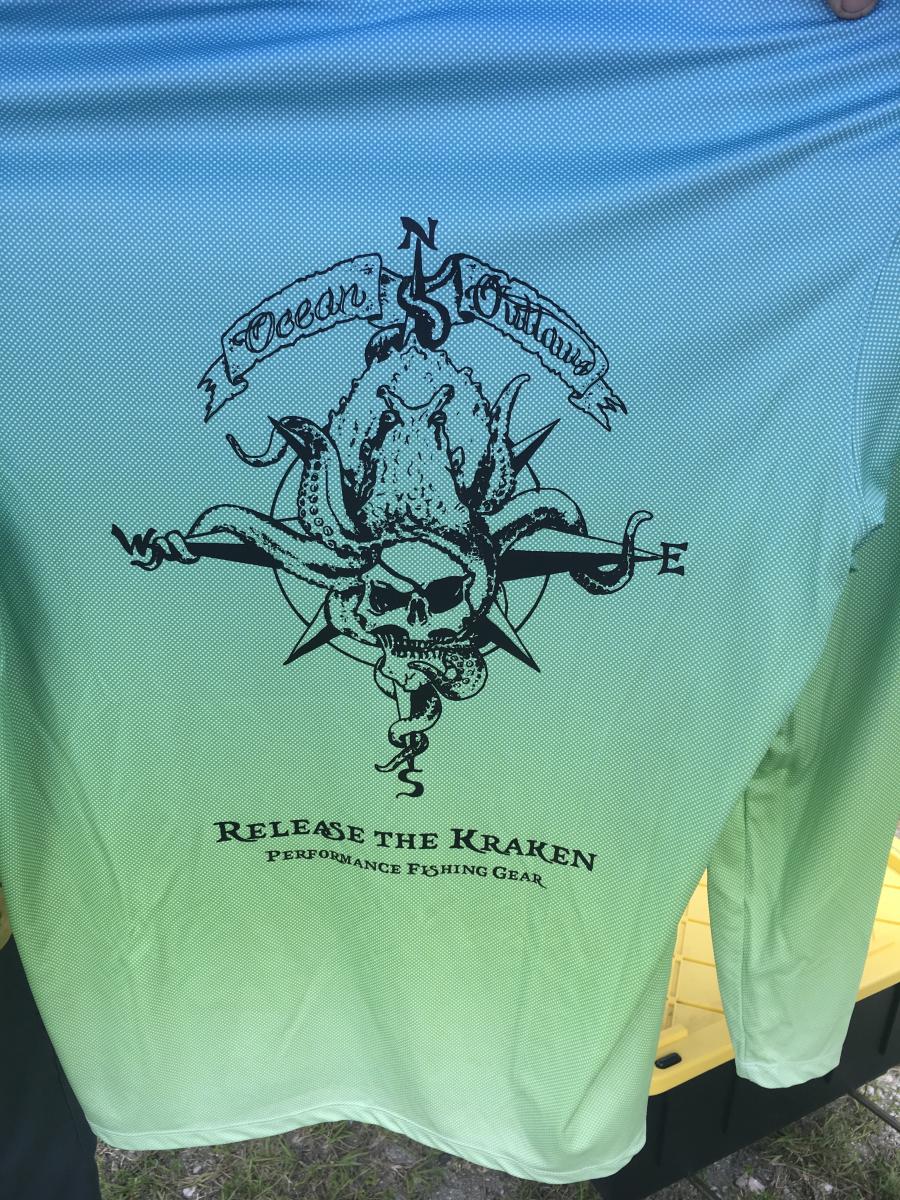 N
Ocean Outlaws
W E
S
RELEASE THE KRAKEN
PERFORMANCE FISHING GEAR